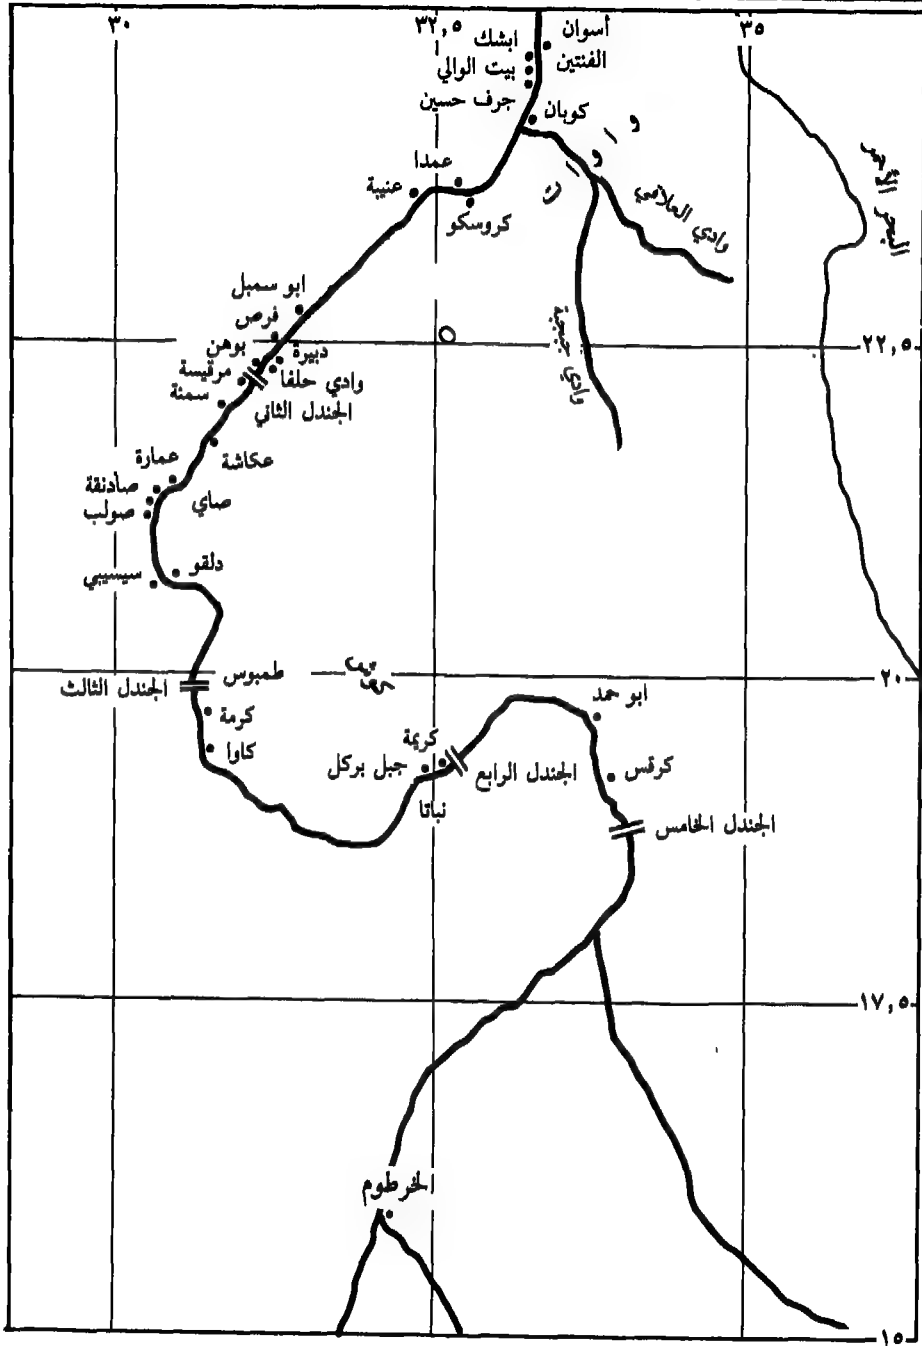 ٣٠
٣٢,٥
٣٥
أسوان
ابشك
الفنتين
بيت الوالي
جرف حسين
كوبان
واوات
البحر الأحمر
عمدا
عنيبة
كروسكو
وادي العلاقي
ابو سمبل
فرص
وادي جبجبة
٢٢,٥
بوهن
دبيرة
مرقيسة
وادي حلفا
سمنة
الجندل الثاني
عكاشة
عمارة
صادنقة
صاي
صولب
دلقو
سيسيبي
كوش
٢٠
طمبوس
الجندل الثالث
ابو حمد
كرمة
كاوا
كريمة
جبل بركل
الجندل الرابع
كرقس
نباتا
الجندل الخامس
١٧,٥
الخرطوم
١٥